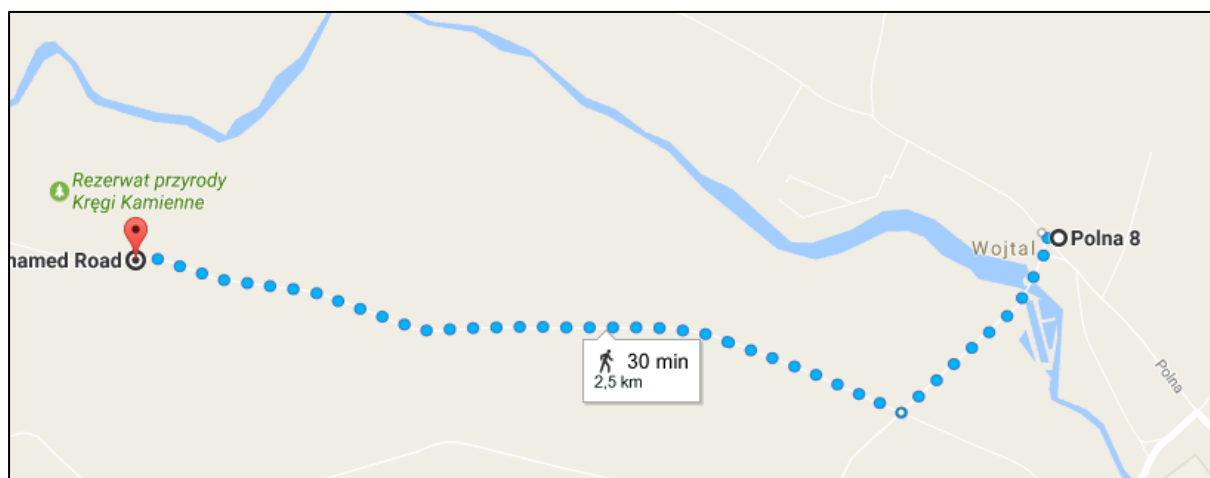 Rezerwat przyrody
Kręgi Kamienne
named Road
Wojtal
Polna 8
30 min
2,5 km
Polna